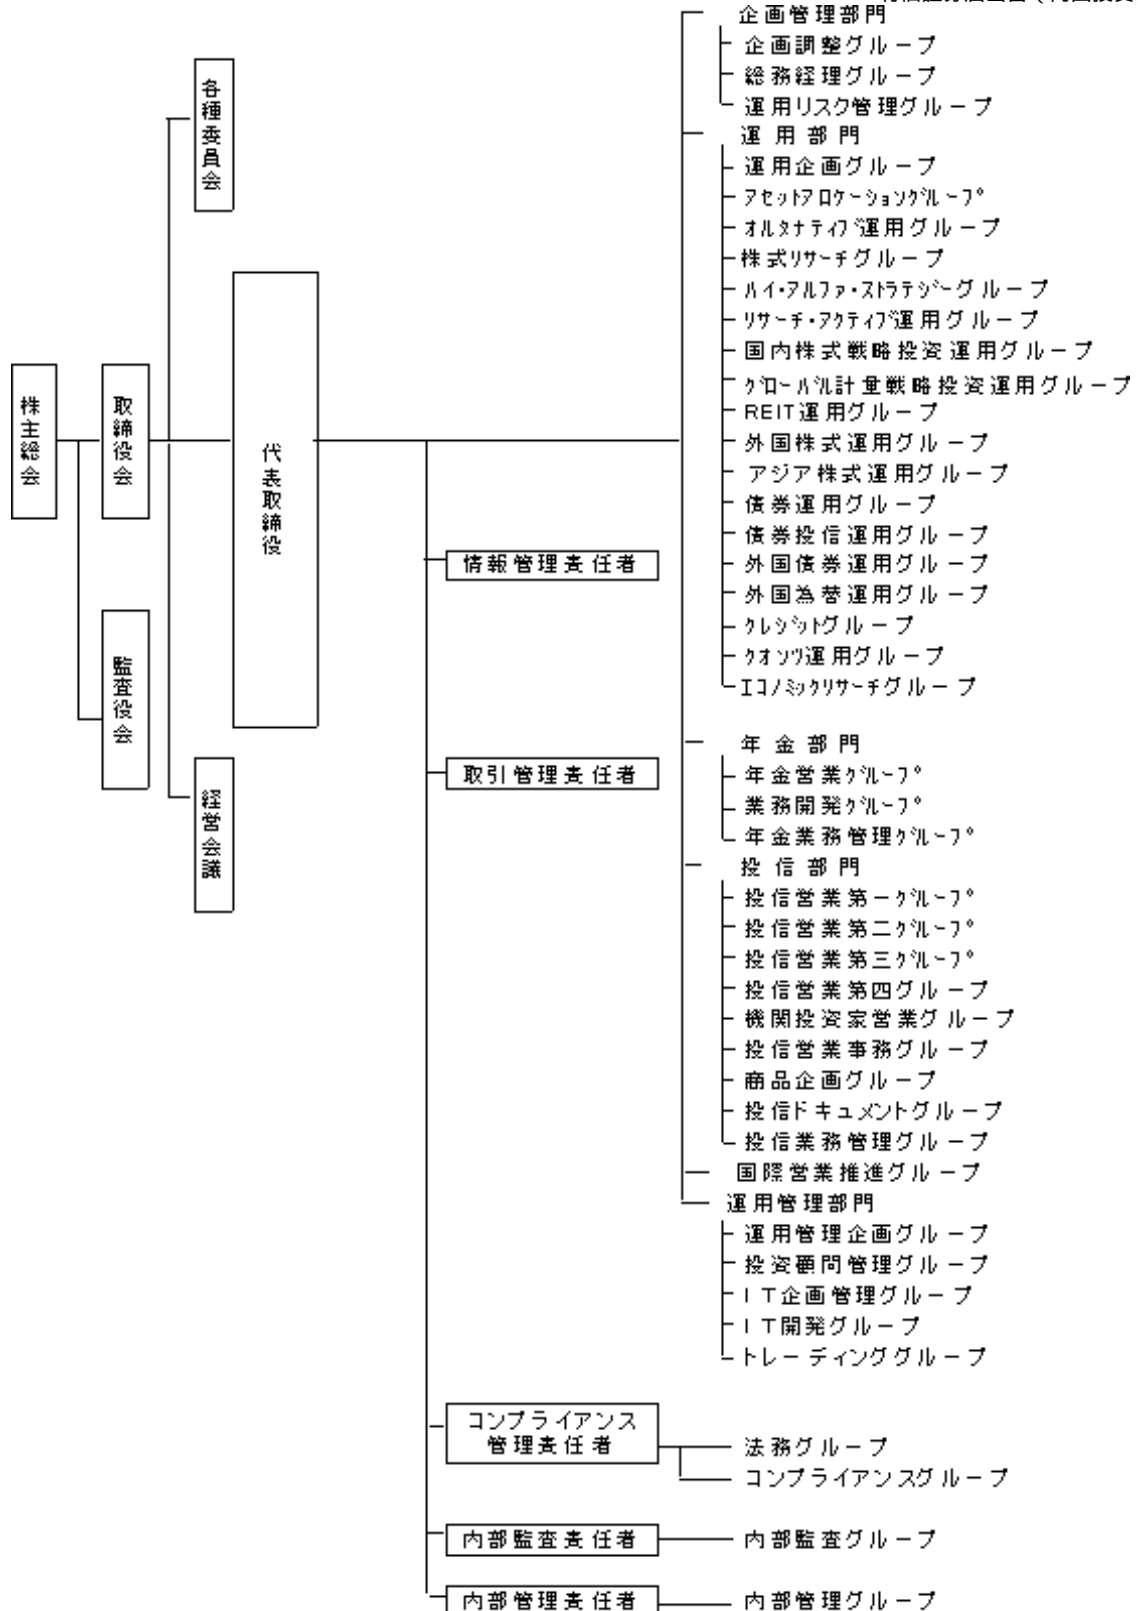 企画管理部門
企画調整グループ
総務経理グループ
運用リスク管理グループ
運用部門
運用企画グループ
ｱｾｯﾄｱﾛｹｰｼｮﾝｸﾞﾙｰﾌﾟ
ｵﾙﾀﾅﾃｨﾌﾞ運用グループ
株式ﾘｻｰﾁグループ
ﾊｲ・ｱﾙﾌｧ・ｽﾄﾗﾃｼﾞｰグループ
ﾘｻｰﾁ・ｱｸﾃｨﾌﾞ運用グループ
国内株式戦略投資運用グループ
ｸﾞﾛｰﾊﾞﾙ計量戦略投資運用グループ
REIT運用グループ
外国株式運用グループ
アジア株式運用グループ
債券運用グループ
債券投信運用グループ
外国債券運用グループ
外国為替運用グループ
ｸﾚｼﾞｯﾄグループ
ｸオﾝﾂ運用グループ
ｴｺﾉﾐｯｸﾘｻｰﾁグループ
年金部門
年金営業ｸﾞﾙｰﾌﾟ
業務開発ｸﾞﾙｰﾌﾟ
年金業務管理ｸﾞﾙｰﾌﾟ
投信部門
投信営業第一ｸﾞﾙｰﾌﾟ
投信営業第二ｸﾞﾙｰﾌﾟ
投信営業第三ｸﾞﾙｰﾌﾟ
投信営業第四グループ
機関投資家営業グループ
投信営業事務グループ
商品企画グループ
投信ドキュメントグループ
投信業務管理グループ
国際営業推進グループ
運用管理部門
運用管理企画グループ
投資顧問管理グループ
ＩＴ企画管理グループ
ＩＴ開発グループ
トレーディンググループ
各種委員会
株主総会
取締役会
代表取締役
監査役会
経営会議
情報管理責任者
取引管理責任者
コンプライアンス
管理責任者
法務グループ
コンプライアンスグループ
内部監査責任者
内部監査グループ
内部管理責任者
内部管理グループ